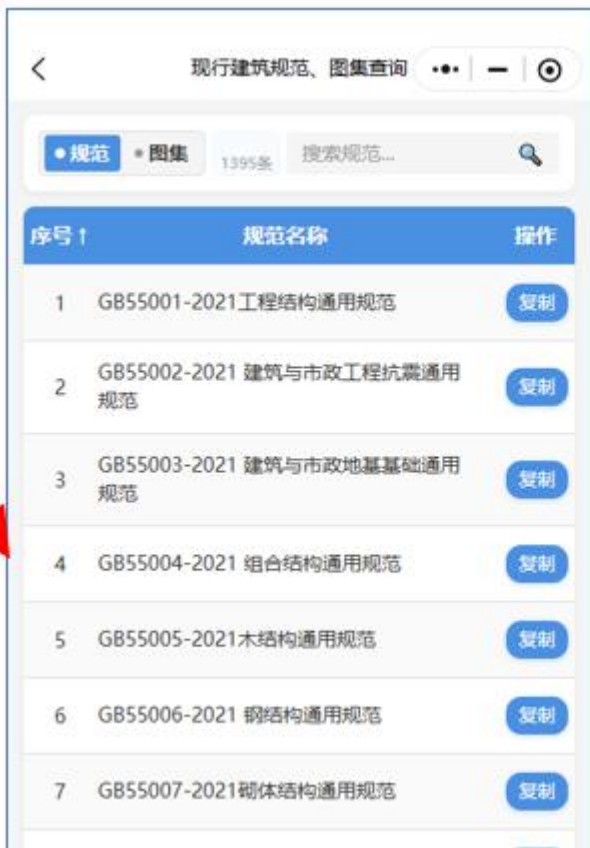 现行建筑规范、图集查询
规范 图集 1395条 搜索规范...
序号↑ 规范名称 操作
1 GB55001-2021工程结构通用规范 复制
2 GB55002-2021 建筑与市政工程抗震通用
规范 复制
3 GB55003-2021 建筑与市政地基基础通用
规范 复制
4 GB55004-2021 组合结构通用规范 复制
5 GB55005-2021木结构通用规范 复制
6 GB55006-2021 钢结构通用规范 复制
7 GB55007-2021砌体结构通用规范 复制